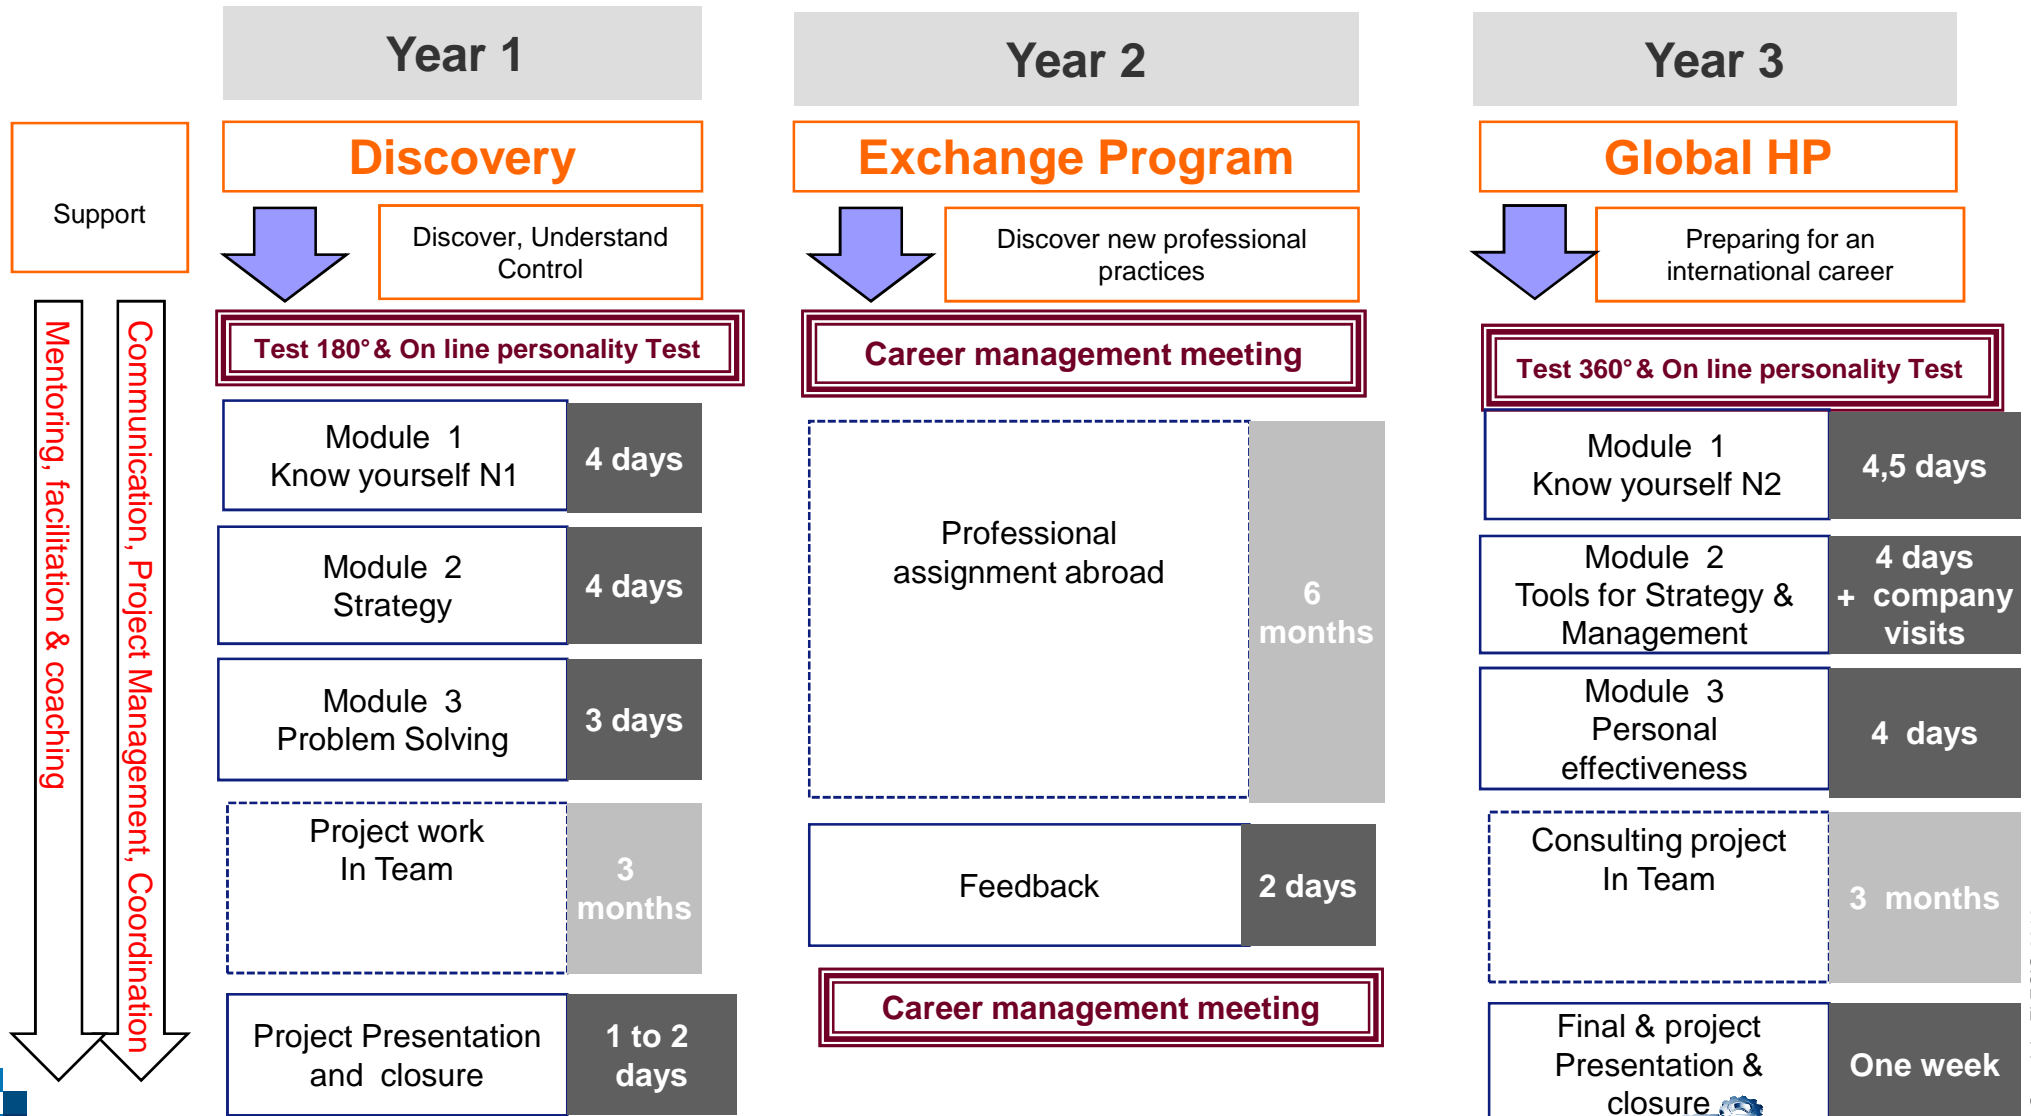 Year 1
Year 2
Year 3
Support
Discovery
Exchange Program
Global HP
Discover, Understand
Control
Discover new professional
practices
Preparing for an
international career
Mentoring, facilitation & coaching
Communication, Project Management, Coordination
Test 180° & On line personality Test
Module 1
Know yourself N1
4 days
Module 2
Strategy
4 days
Module 3
Problem Solving
3 days
Project work
In Team
3
months
Project Presentation
and closure
1 to 2
days
Career management meeting
Professional
assignment abroad
6
months
Feedback
2 days
Career management meeting
Test 360° & On line personality Test
Module 1
Know yourself N2
4,5 days
Module 2
Tools for Strategy &
Management
4 days
+ company
visits
Module 3
Personal
effectiveness
4 days
Consulting project
In Team
3 months
Final & project
Presentation &
closure
One week